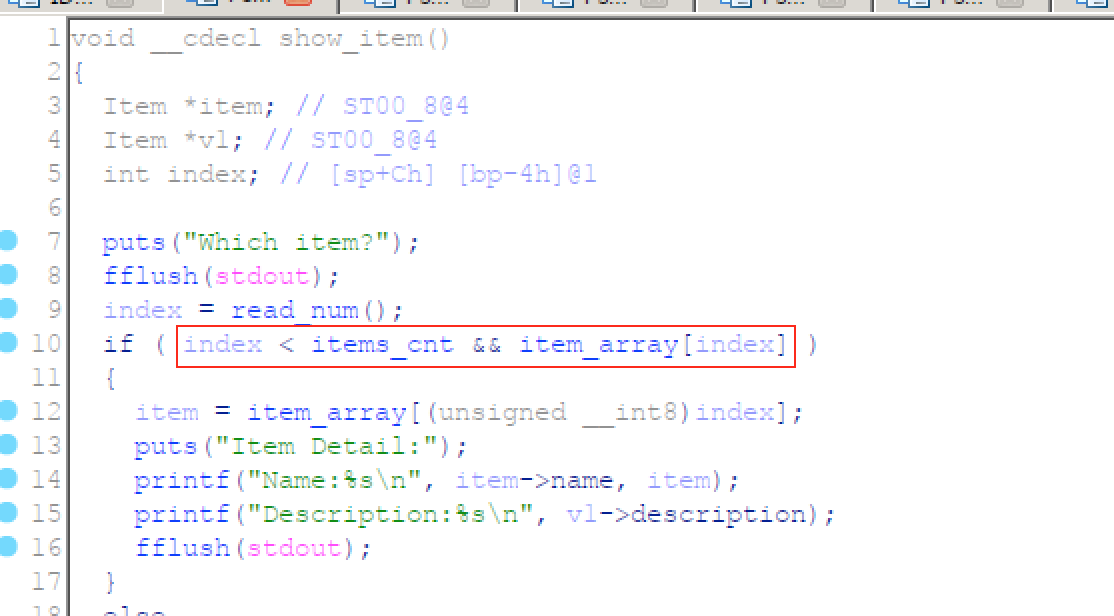 1 void __cdecl show_item()
2 {
3 Item *item; // ST00_8@4
4 Item *vl; // ST00_8@4
5 int index; // [sp+Ch] [bp-4h]@1
6
7 puts("Which item?");
8 fflush(stdout);
9 index = read_num();
10 if ( index < items_cnt && item_array[index] )
11 {
12 item = item_array[(unsigned __int8)index];
13 puts("Item Detail:");
14 printf("Name:%s\n", item->name, item);
15 printf("Description:%s\n", vl->description);
16 fflush(stdout);
17 }
18 else